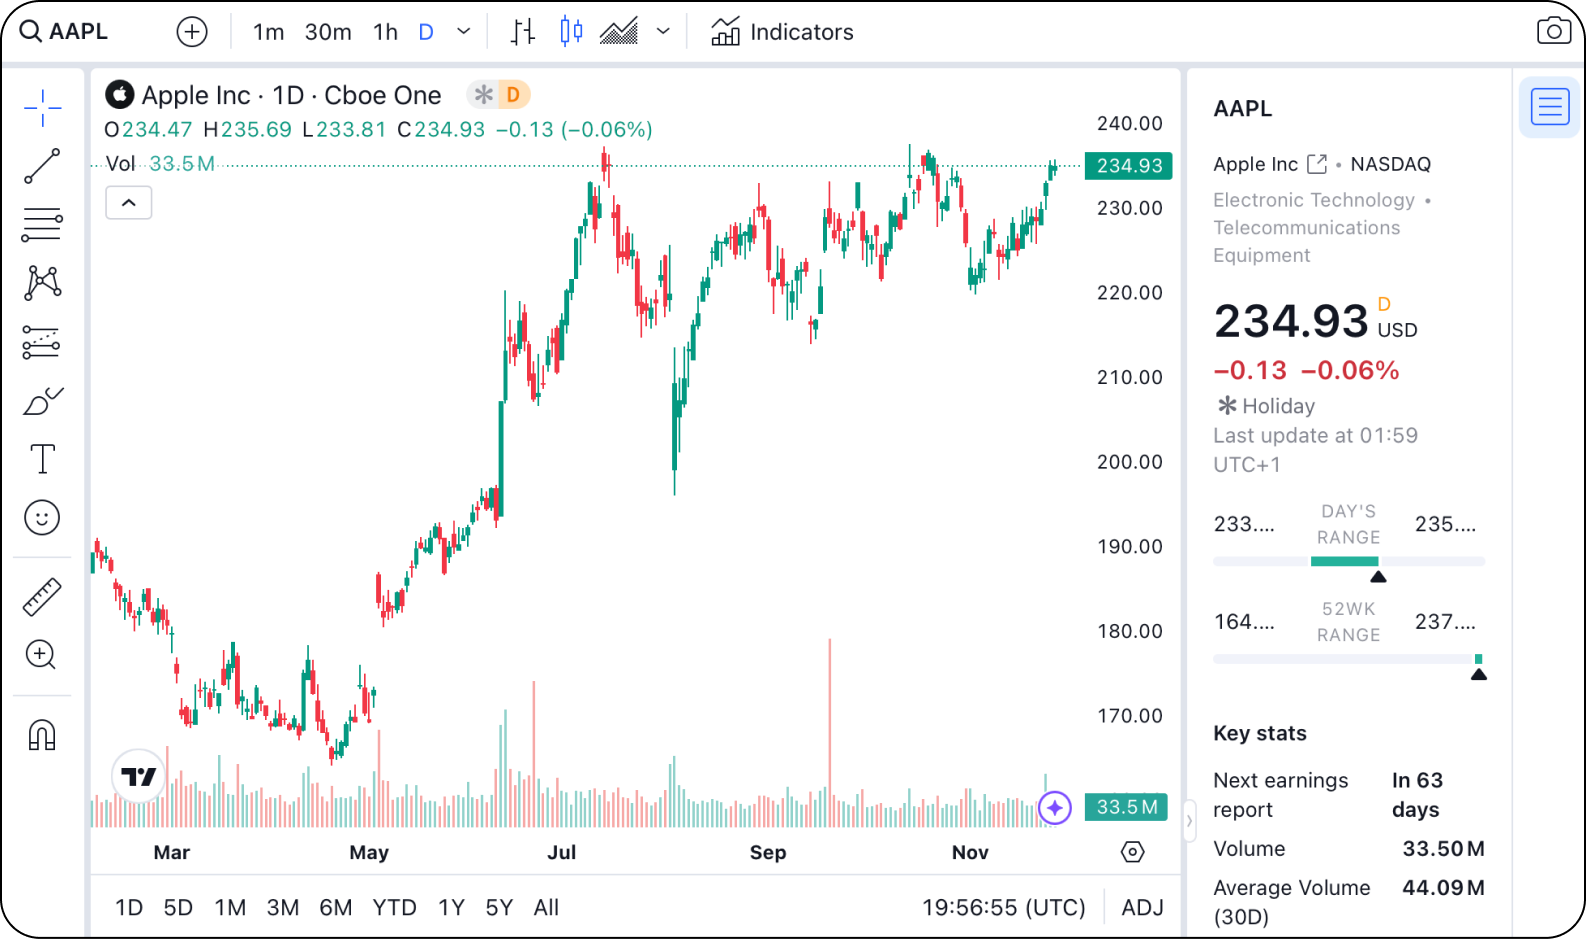 AAPL 1m 30m 1h D Indicators
Apple Inc · 1D · Cboe One D
O234.47 H235.69 L233.81 C234.93 −0.13 (−0.06%)
Vol 33.5 M
240.00
234.93
230.00
220.00
210.00
200.00
190.00
180.00
170.00
33.5 M
Mar May Jul Sep Nov
1D 5D 1M 3M 6M YTD 1Y 5Y All 19:56:55 (UTC) ADJ
AAPL
Apple Inc • NASDAQ
Electronic Technology •
Telecommunications
Equipment
234.93 D USD
−0.13 −0.06%
Holiday
Last update at 01:59
UTC+1
233.... DAY'S RANGE 235....
164.... 52WK RANGE 237....
Key stats
Next earnings report In 63 days
Volume 33.50 M
Average Volume (30D) 44.09 M